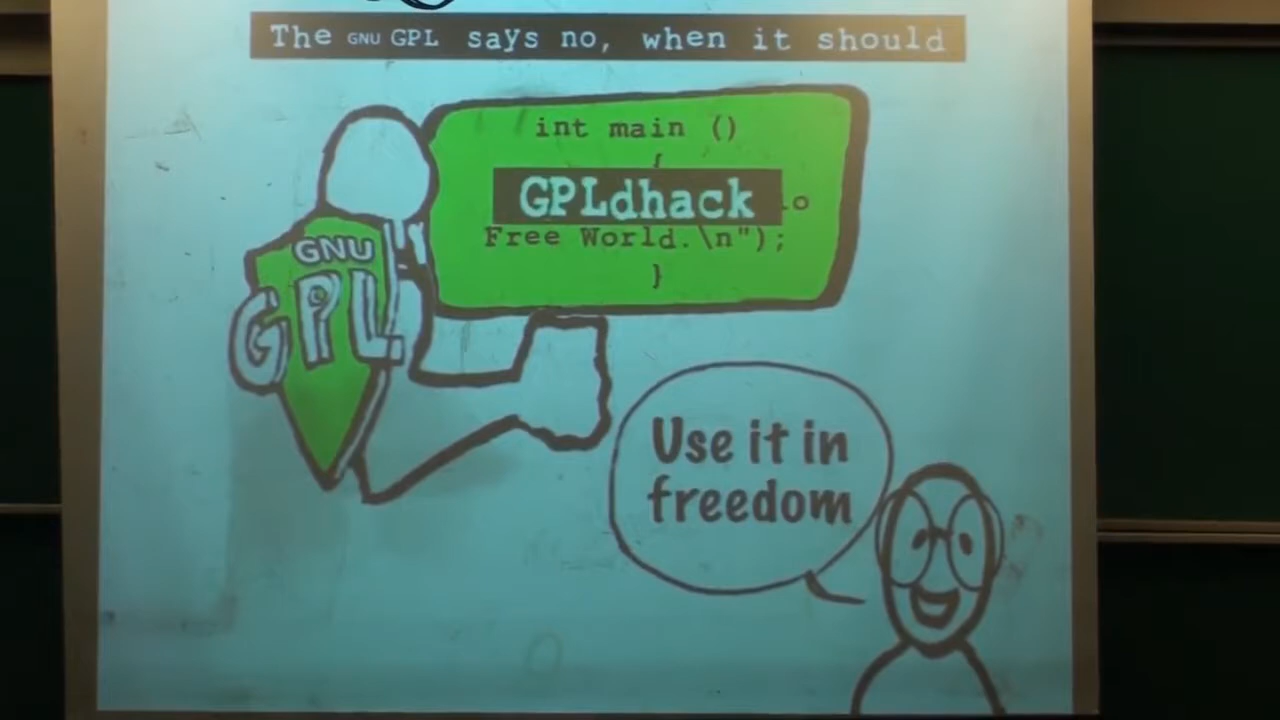 The GNU GPL says no, when it should
int main ()
{
GPLdhack
lo
Free World.\n");
}
GNU
GPL
Use it in
freedom